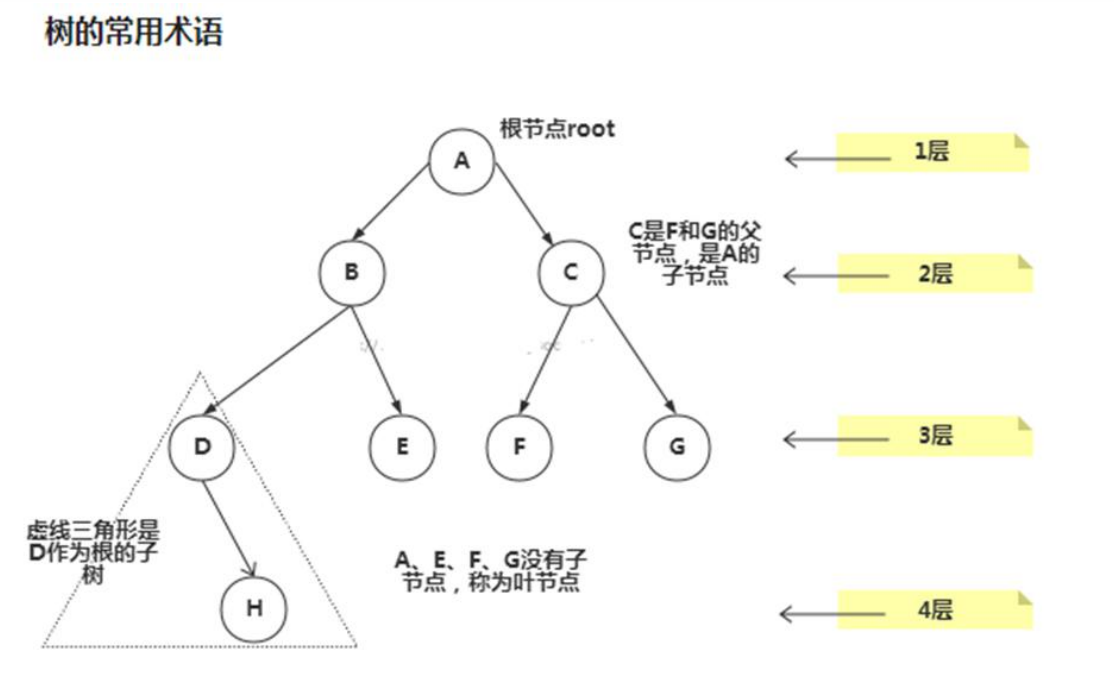 树的常用术语
根节点root
A
1层
C是F和G的父
节点，是A的
子节点
B
C
2层
D
E
F
G
3层
虚线三角形是
D作为根的子
树
A、E、F、G没有子
节点，称为叶节点
H
4层